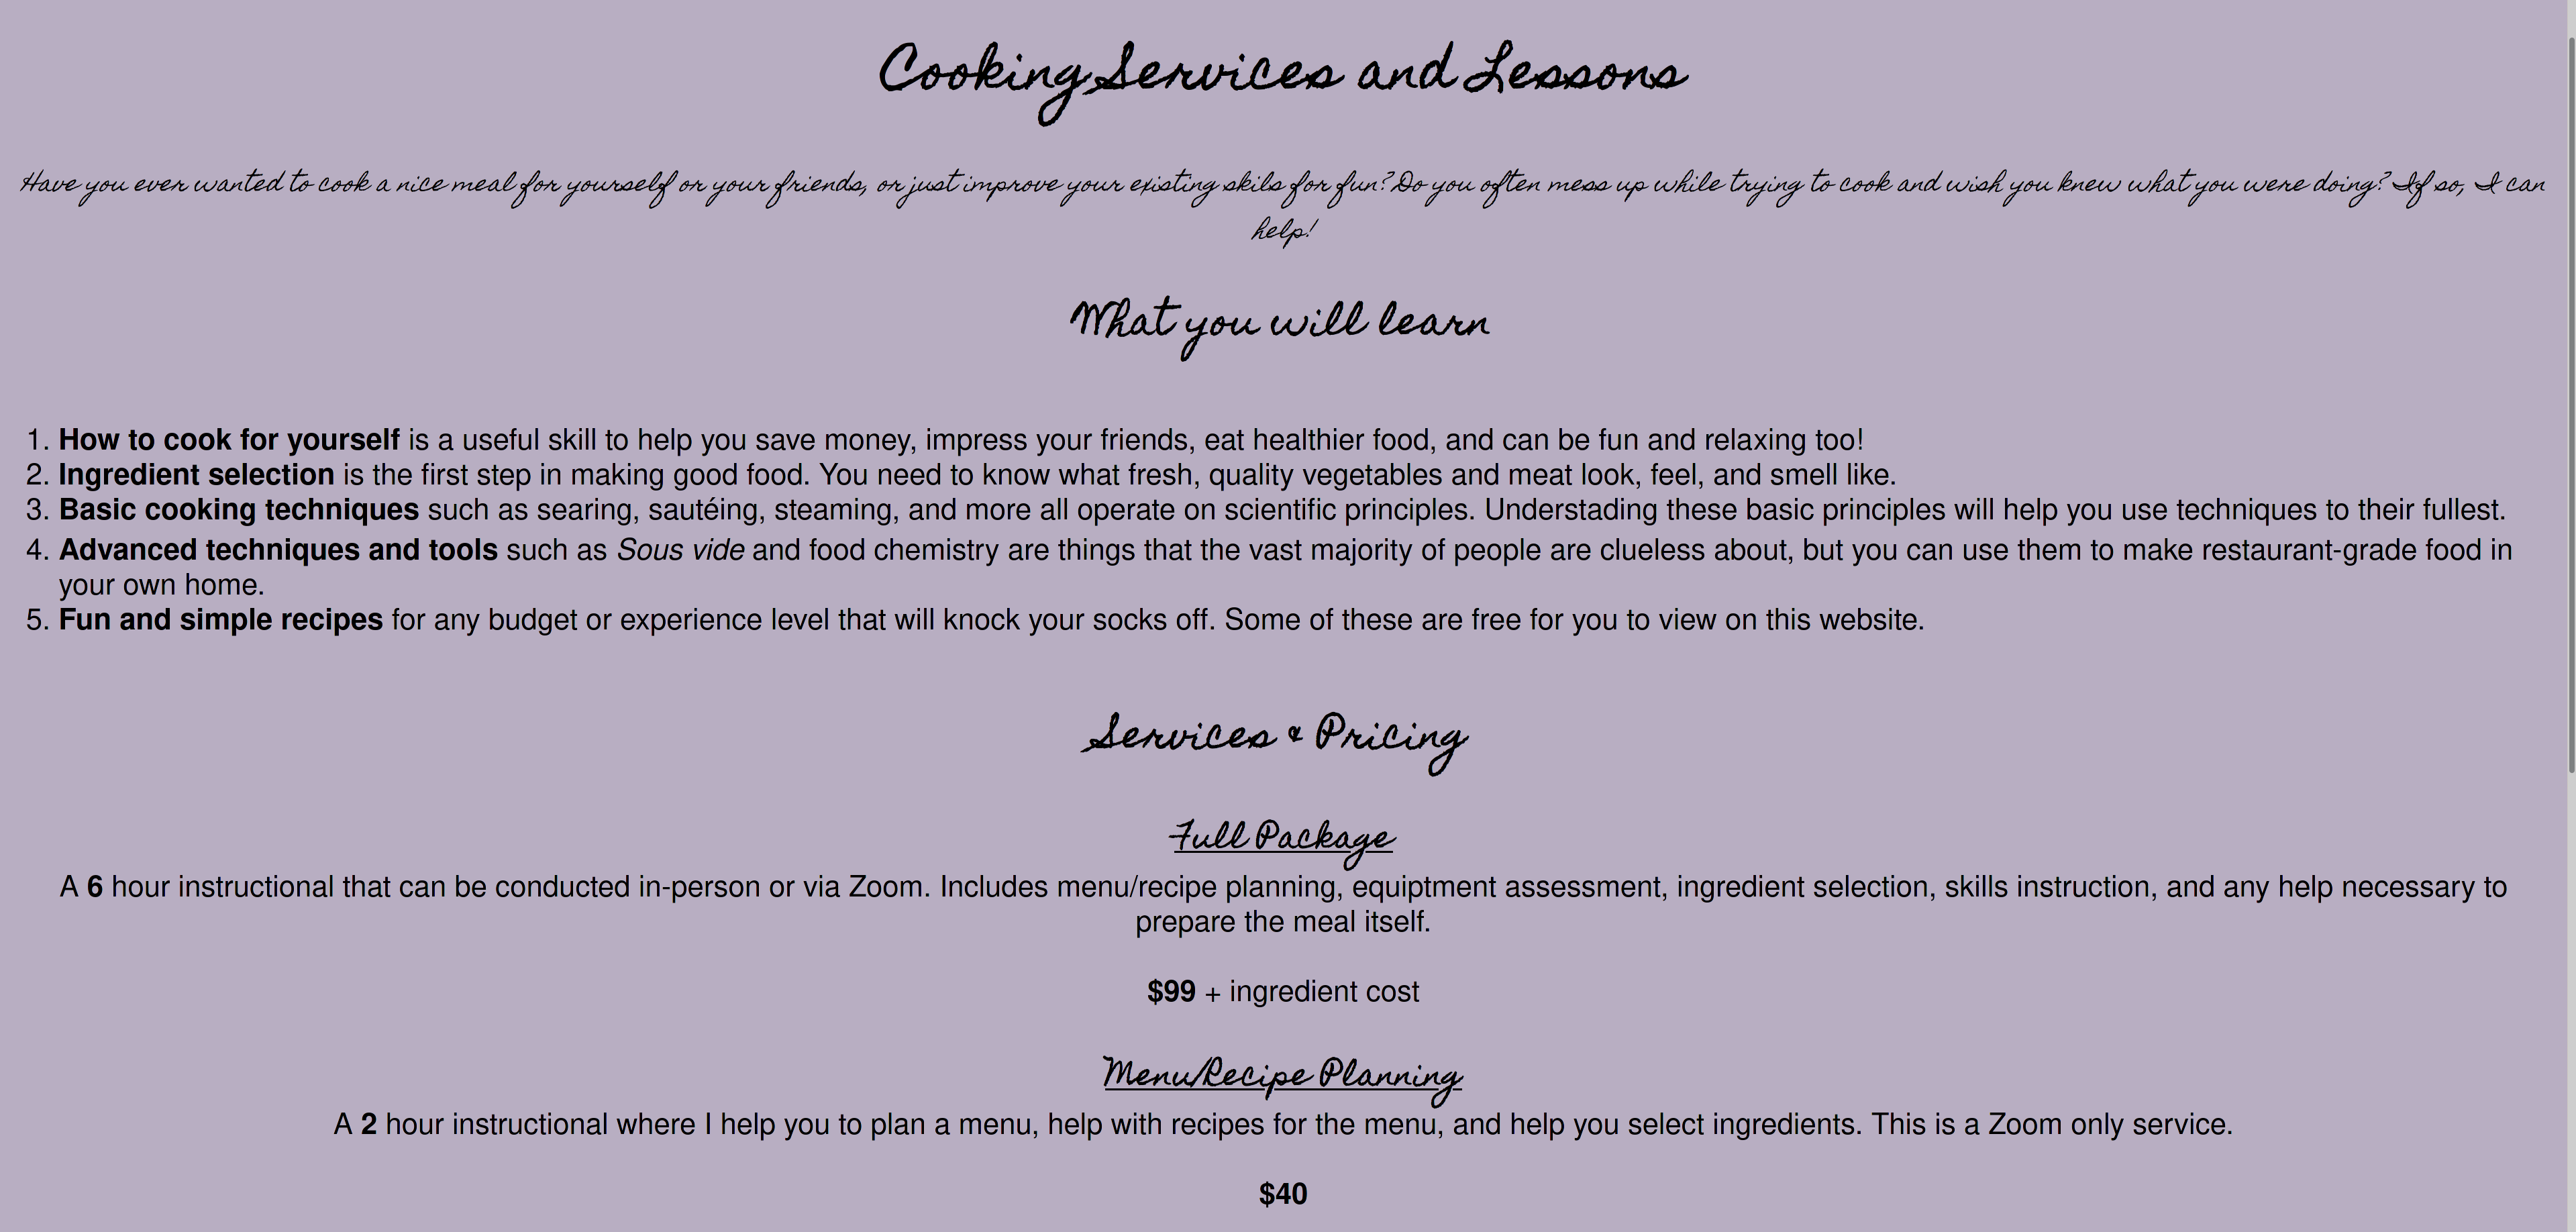 Cooking Services and Lessons
Have you ever wanted to cook a nice meal for yourself or your friends, or just improve your existing skils for fun? Do you often mess up while trying to cook and wish you knew what you were doing? If so, I can
help!
What you will learn
1. How to cook for yourself is a useful skill to help you save money, impress your friends, eat healthier food, and can be fun and relaxing too!
2. Ingredient selection is the first step in making good food. You need to know what fresh, quality vegetables and meat look, feel, and smell like.
3. Basic cooking techniques such as searing, sautéing, steaming, and more all operate on scientific principles. Understading these basic principles will help you use techniques to their fullest.
4. Advanced techniques and tools such as Sous vide and food chemistry are things that the vast majority of people are clueless about, but you can use them to make restaurant-grade food in
your own home.
5. Fun and simple recipes for any budget or experience level that will knock your socks off. Some of these are free for you to view on this website.
Services & Pricing
Full Package
A 6 hour instructional that can be conducted in-person or via Zoom. Includes menu/recipe planning, equiptment assessment, ingredient selection, skills instruction, and any help necessary to
prepare the meal itself.
$99 + ingredient cost
Menu/Recipe Planning
A 2 hour instructional where I help you to plan a menu, help with recipes for the menu, and help you select ingredients. This is a Zoom only service.
$40